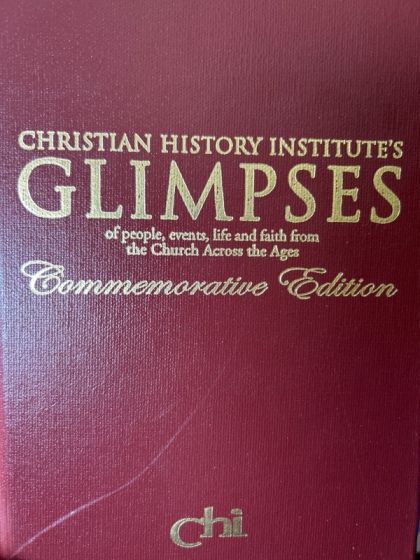 CHRISTIAN HISTORY INSTITUTE'S
GLIMPSES
of people, events, life and faith from
the Church Across the Ages
Commemorative Edition
chi